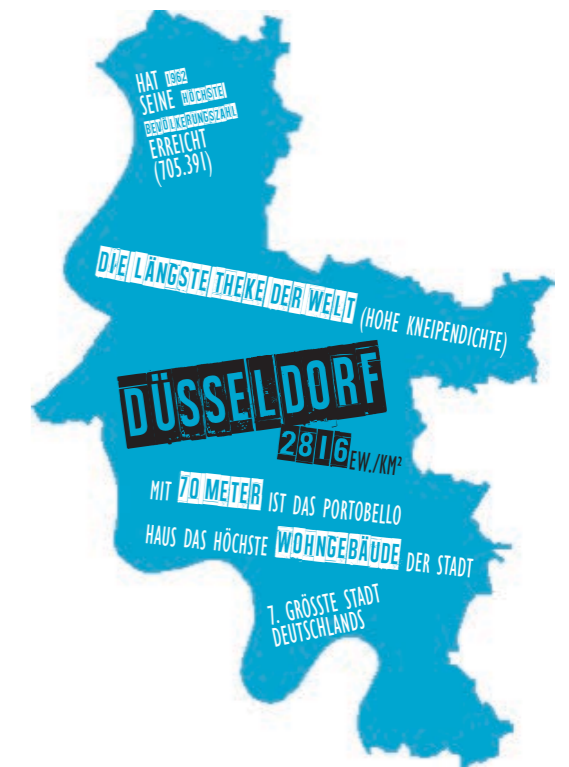 HAT 1962
SEINE HÖCHSTE
BEVÖLKERUNGSZAHL
ERREICHT
(705.391)
DIE LÄNGSTE THEKE DER WELT (HOHE KNEIPENDICHTE)
DÜSSELDORF
2816 EW./KM²
MIT 70 METER IST DAS PORTOBELLO
HAUS DAS HÖCHSTE WOHNGEBÄUDE DER STADT
7. GRÖSSTE STADT
DEUTSCHLANDS